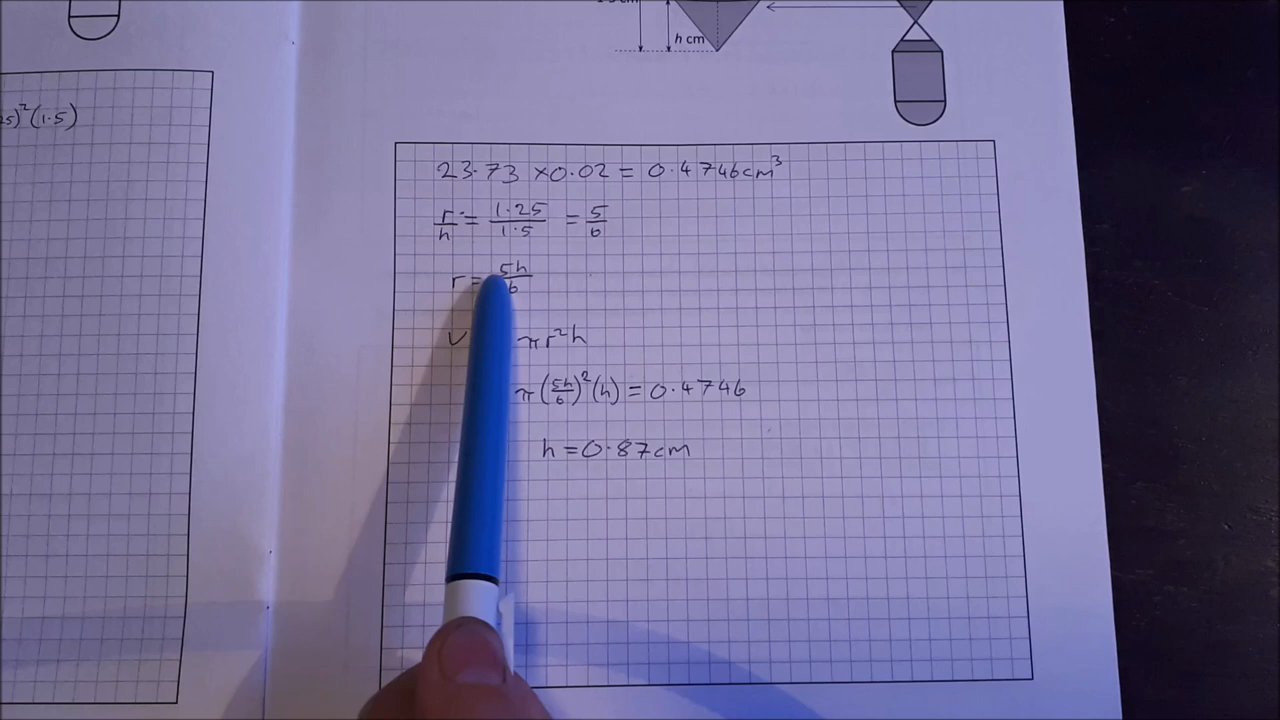 h cm
25)²(1.5)
23.73 × 0.02 = 0.4746cm³
r/h = 1.25/1.5 = 5/6
r = 5h/6
V πr²h
π(5h/6)²(h) = 0.4746
h = 0.87cm